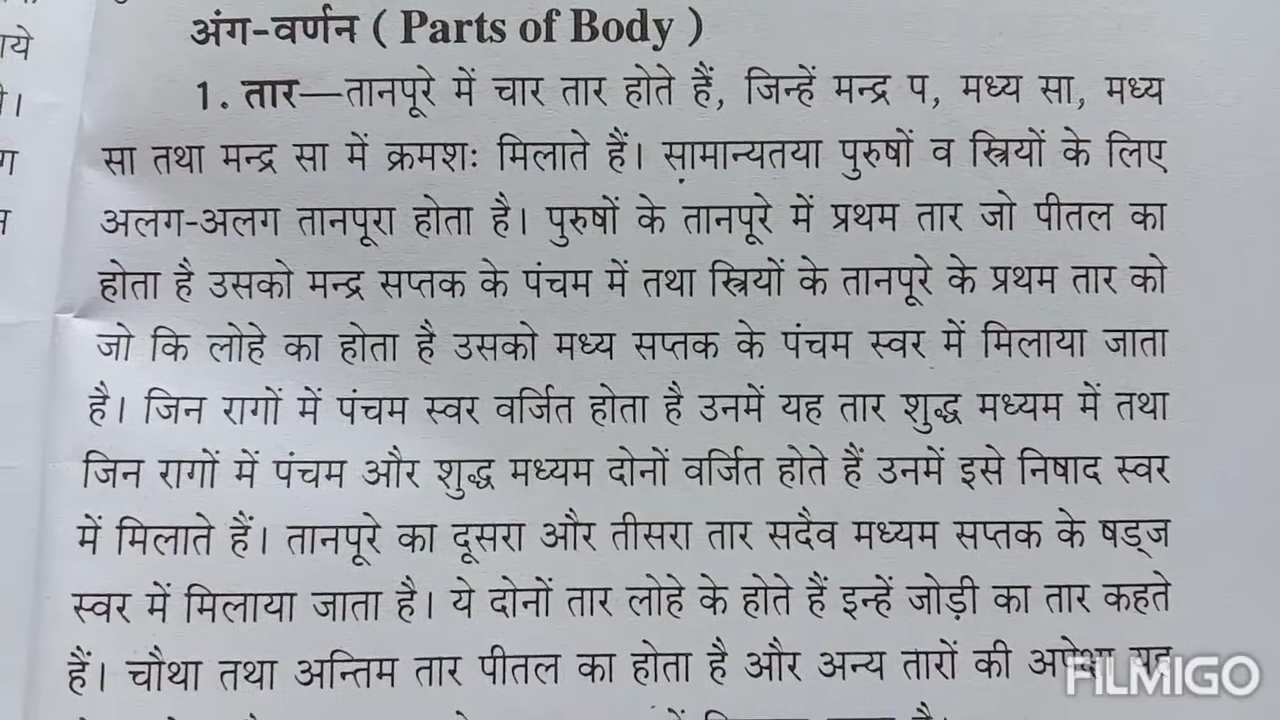 अंग-वर्णन ( Parts of Body )
1. तार—तानपूरे में चार तार होते हैं, जिन्हें मन्द्र प, मध्य सा, मध्य
सा तथा मन्द्र सा में क्रमशः मिलाते हैं। सामान्यतया पुरुषों व स्त्रियों के लिए
अलग-अलग तानपूरा होता है। पुरुषों के तानपूरे में प्रथम तार जो पीतल का
होता है उसको मन्द्र सप्तक के पंचम में तथा स्त्रियों के तानपूरे के प्रथम तार को
जो कि लोहे का होता है उसको मध्य सप्तक के पंचम स्वर में मिलाया जाता
है। जिन रागों में पंचम स्वर वर्जित होता है उनमें यह तार शुद्ध मध्यम में तथा
जिन रागों में पंचम और शुद्ध मध्यम दोनों वर्जित होते हैं उनमें इसे निषाद स्वर
में मिलाते हैं। तानपूरे का दूसरा और तीसरा तार सदैव मध्यम सप्तक के षड्ज
स्वर में मिलाया जाता है। ये दोनों तार लोहे के होते हैं इन्हें जोड़ी का तार कहते
हैं। चौथा तथा अन्तिम तार पीतल का होता है और अन्य तारों की अपेक्षा यह
FILMIGO